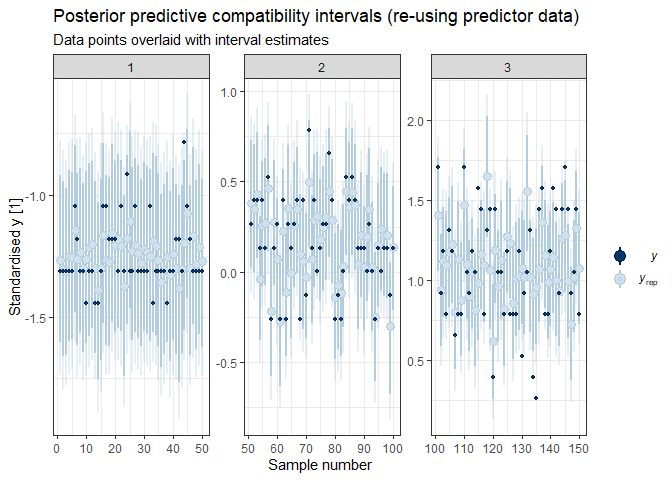 Posterior predictive compatibility intervals (re-using predictor data)
Data points overlaid with interval estimates
1 2 3
Standardised y [1]
-1.0
-1.5
1.0
0.5
0.0
-0.5
2.0
1.5
1.0
0.5
0 10 20 30 40 50
50 60 70 80 90 100
100 110 120 130 140 150
Sample number
y
yrep